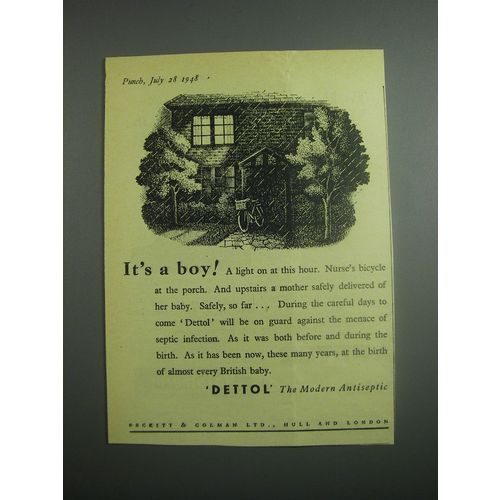 Punch, July 28 1948
It's a boy! A light on at this hour. Nurse's bicycle
at the porch. And upstairs a mother safely delivered of
her baby. Safely, so far . . . During the careful days to
come 'Dettol' will be on guard against the menace of
septic infection. As it was both before and during the
birth. As it has been now, these many years, at the birth
of almost every British baby.
'DETTOL' The Modern Antiseptic
RECKITT & COLMAN LTD., HULL AND LONDON